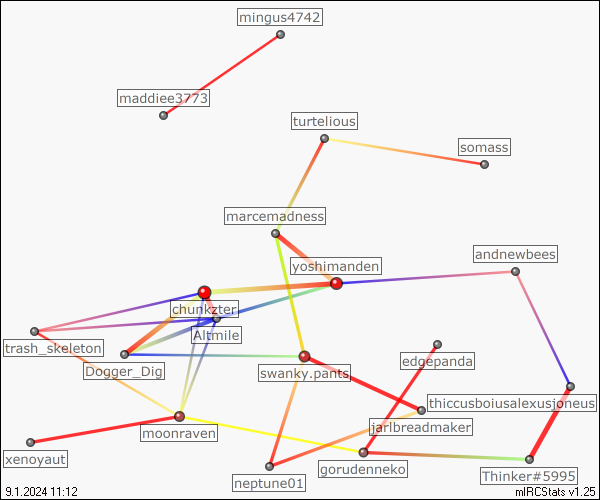 mingus4742
maddiee3773
turtelious
somass
marcemadness
andnewbees
yoshimanden
chunkzter
Altmile
trash_skeleton
edgepanda
Dogger_Dig
swanky.pants
thiccusboiusalexusjoneus
jarlbreadmaker
moonraven
xenoyaut
gorudenneko
Thinker#5995
neptune01
9.1.2024 11:12
mIRCStats v1.25